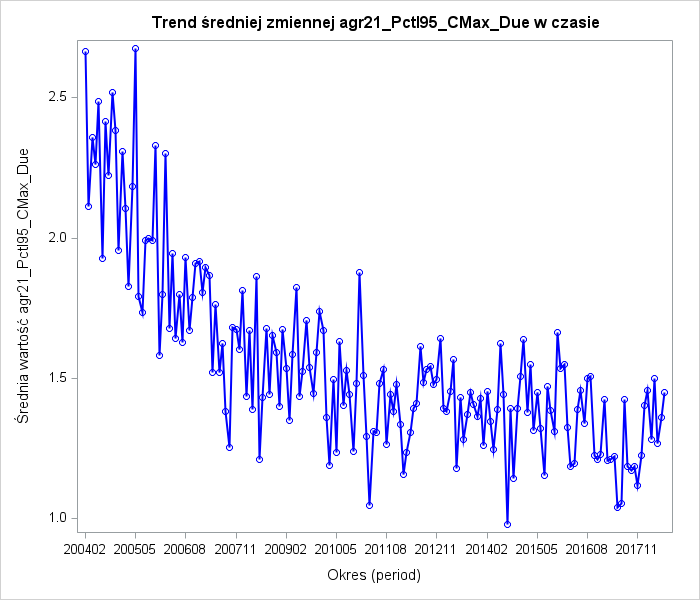 Trend średniej zmiennej agr21_Pctl95_CMax_Due w czasie
Średnia wartość agr21_Pctl95_CMax_Due
2.5
2.0
1.5
1.0
200402 200505 200608 200711 200902 201005 201108 201211 201402 201505 201608 201711
Okres (period)